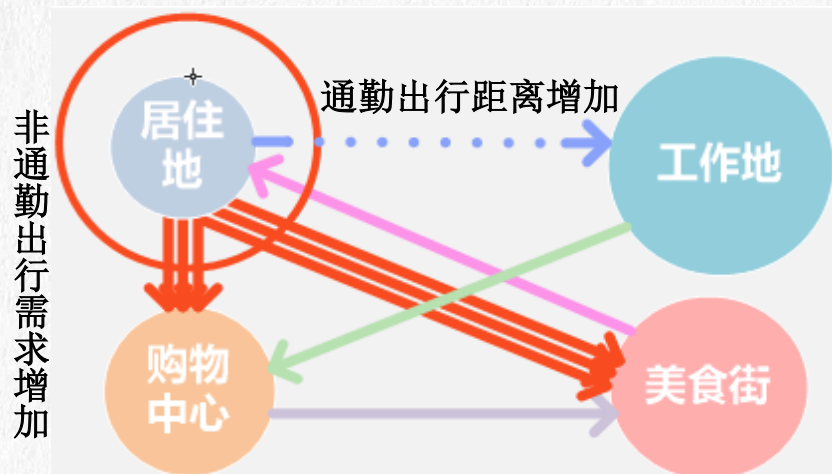 非通勤出行需求增加
居住
地
通勤出行距离增加
工作地
购物
中心
美食街